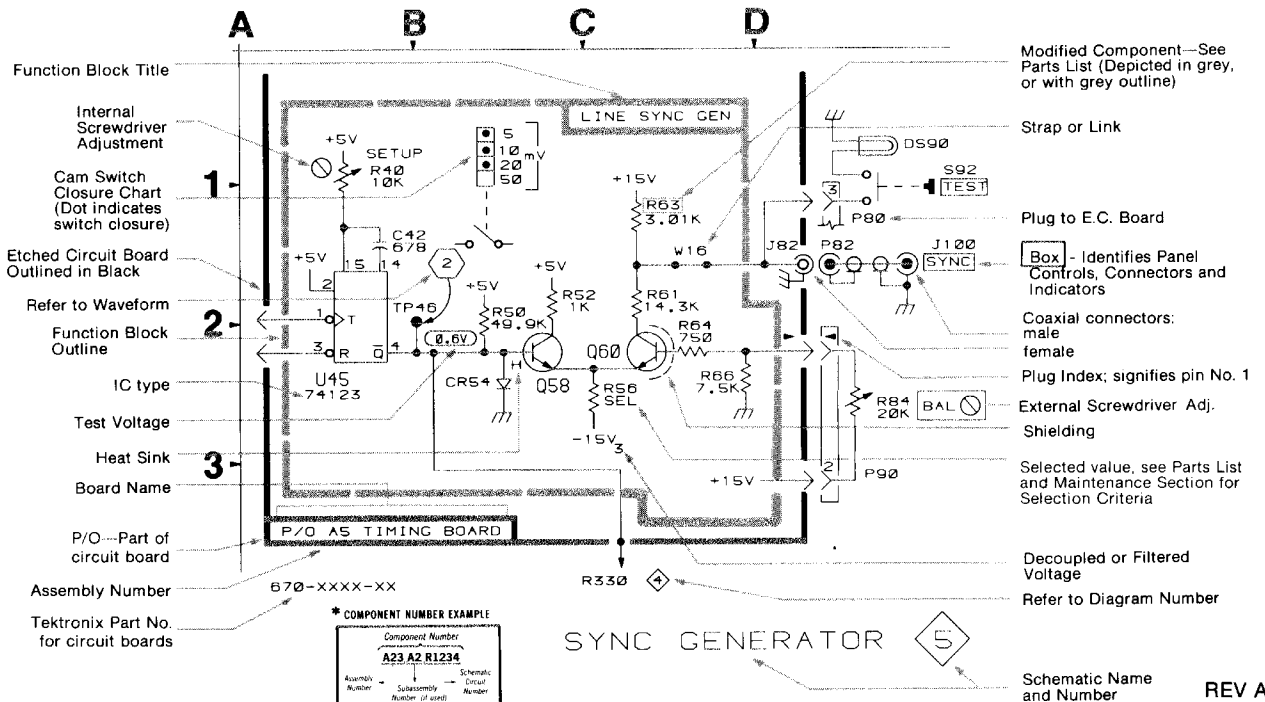 A
B
C
D
Function Block Title
Internal
Screwdriver
Adjustment
Cam Switch
Closure Chart
(Dot indicates
switch closure)
Etched Circuit Board
Outlined in Black
Refer to Waveform
Function Block
Outline
IC type
Test Voltage
Heat Sink
Board Name
P/O—Part of
circuit board
Assembly Number
Tektronix Part No.
for circuit boards
1
2
3
LINE SYNC GEN
+5V
SETUP
R40
10K
5
10
20
50
mV
C42
678
+5V
15
14
2
1
T
3
R
Q̅
4
U45
74123
2
TP46
0.6V
+5V
R50
49.9K
CR54
H
+5V
R52
1K
Q58
Q60
R56
SEL
-15V
3
+15V
R63
3.01K
W16
R61
14.3K
R64
750
R66
7.5K
+15V
DS90
S92
TEST
3
P80
J82
P82
J100
SYNC
R84
20K
BAL
2
P90
P/O A5 TIMING BOARD
670-XXXX-XX
R330
4
SYNC GENERATOR
5
* COMPONENT NUMBER EXAMPLE
Component Number
A23 A2 R1234
Assembly
Number
Subassembly
Number (if used)
Schematic
Circuit
Number
Modified Component—See
Parts List (Depicted in grey,
or with grey outline)
Strap or Link
Plug to E.C. Board
Box - Identifies Panel
Controls, Connectors and
Indicators
Coaxial connectors:
male
female
Plug Index; signifies pin No. 1
External Screwdriver Adj.
Shielding
Selected value, see Parts List
and Maintenance Section for
Selection Criteria
Decoupled or Filtered
Voltage
Refer to Diagram Number
Schematic Name
and Number
REV A